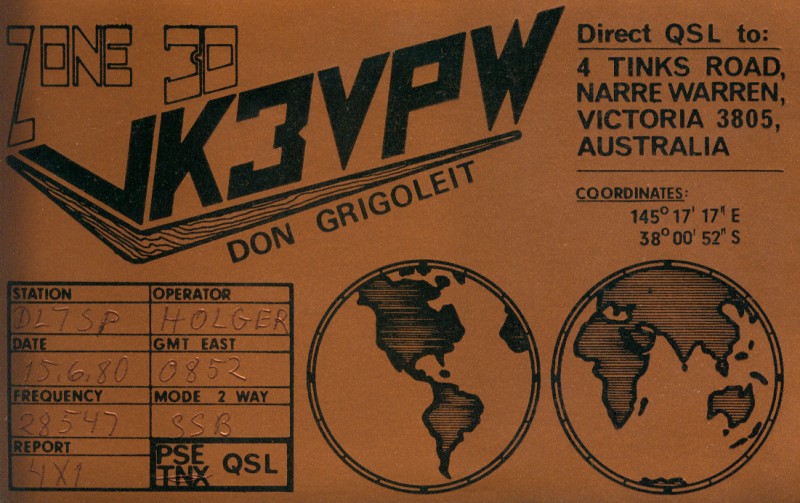 ZONE 30
VK3VPW
DON GRIGOLEIT
Direct QSL to:
4 TINKS ROAD,
NARRE WARREN,
VICTORIA 3805,
AUSTRALIA
COORDINATES:
145° 17' 17" E
38° 00' 52" S
STATION OPERATOR
DL7SP HOLGER
DATE GMT EAST
15.6.80 0852
FREQUENCY MODE 2 WAY
28547 SSB
REPORT
4X1
PSE QSL
TNX